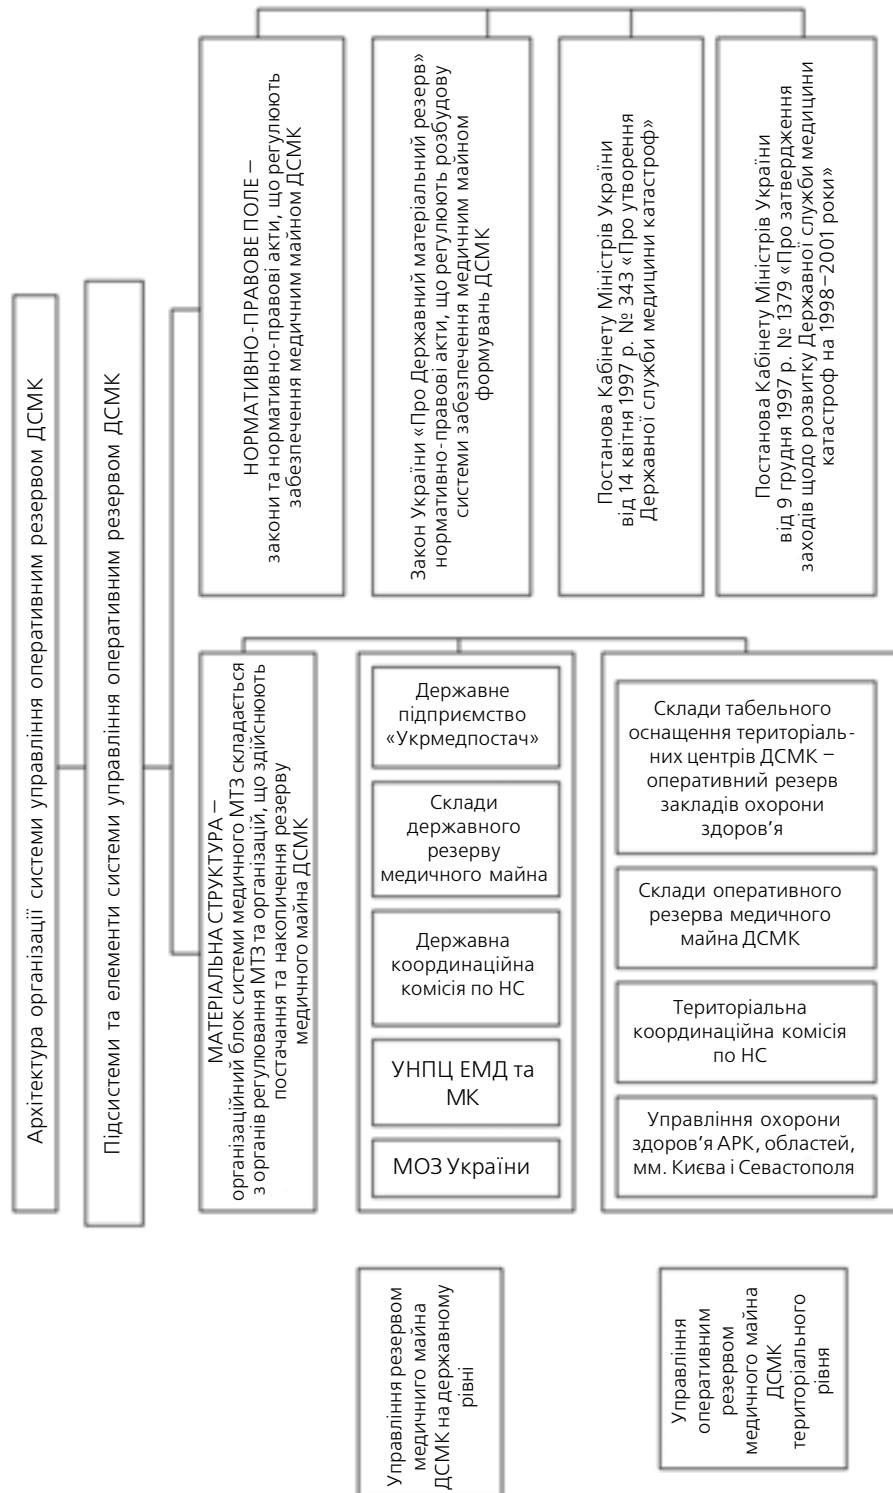 Архітектура організації системи управління оперативним резервом ДСМК
Підсистеми та елементи системи управління оперативним резервом ДСМК
МАТЕРІАЛЬНА СТРУКТУРА –
організаційний блок системи медичного МТЗ складається
з органів регулювання МТЗ та організацій, що здійснюють
постачання та накопичення резерву
медичного майна ДСМК
НОРМАТИВНО-ПРАВОВЕ ПОЛЕ –
закони та нормативно-правові акти, що регулюють
забезпечення медичним майном ДСМК
Управління резервом
медичниго майна
ДСМК на державному
рівні
МОЗ України
УНПЦ ЕМД та
МК
Державна
координаційна
комісія по НС
Склади
державного
резерву
медичного майна
Державне
підприємство
«Укрмедпостач»
Закон України «Про Державний матеріальний резерв»
нормативно-правові акти, що регулюють розбудову
системи забезпечення медичним майном
формувань ДСМК
Постанова Кабінету Міністрів України
від 14 квітня 1997 р. № 343 «Про утворення
Державної служби медицини катастроф»
Управління
оперативним
резервом
медичного майна
ДСМК
територіального
рівня
Управління охорони
здоров'я АРК, областей,
мм. Києва і Севастополя
Територіальна
координаційна комісія
по НС
Склади оперативного
резерва медичного
майна ДСМК
Склади табельного
оснащення територіаль-
них центрів ДСМК –
оперативний резерв
закладів охорони
здоров'я
Постанова Кабінету Міністрів України
від 9 грудня 1997 р. № 1379 «Про затвердження
заходів щодо розвитку Державної служби медицини
катастроф на 1998–2001 роки»